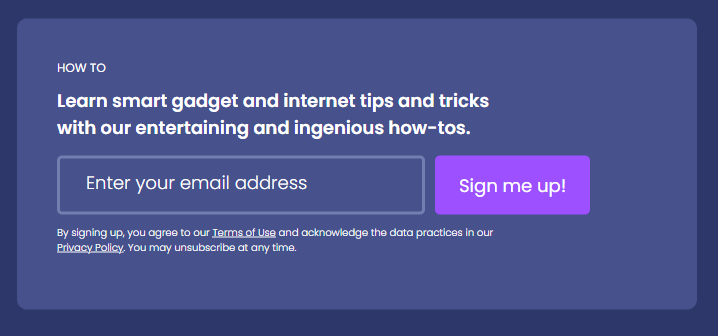 HOW TO
Learn smart gadget and internet tips and tricks
with our entertaining and ingenious how-tos.
Enter your email address
Sign me up!
By signing up, you agree to our Terms of Use and acknowledge the data practices in our
Privacy Policy. You may unsubscribe at any time.